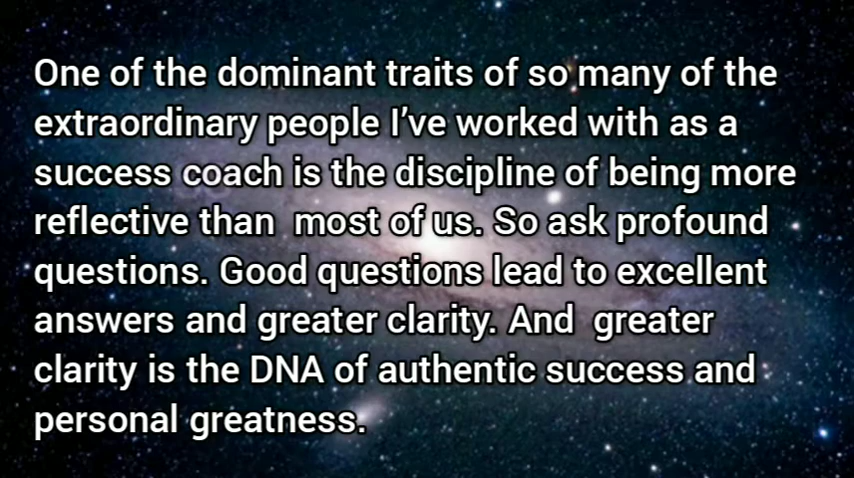 One of the dominant traits of so many of the
extraordinary people I've worked with as a
success coach is the discipline of being more
reflective than  most of us. So ask profound
questions. Good questions lead to excellent
answers and greater clarity. And  greater
clarity is the DNA of authentic success and
personal greatness.